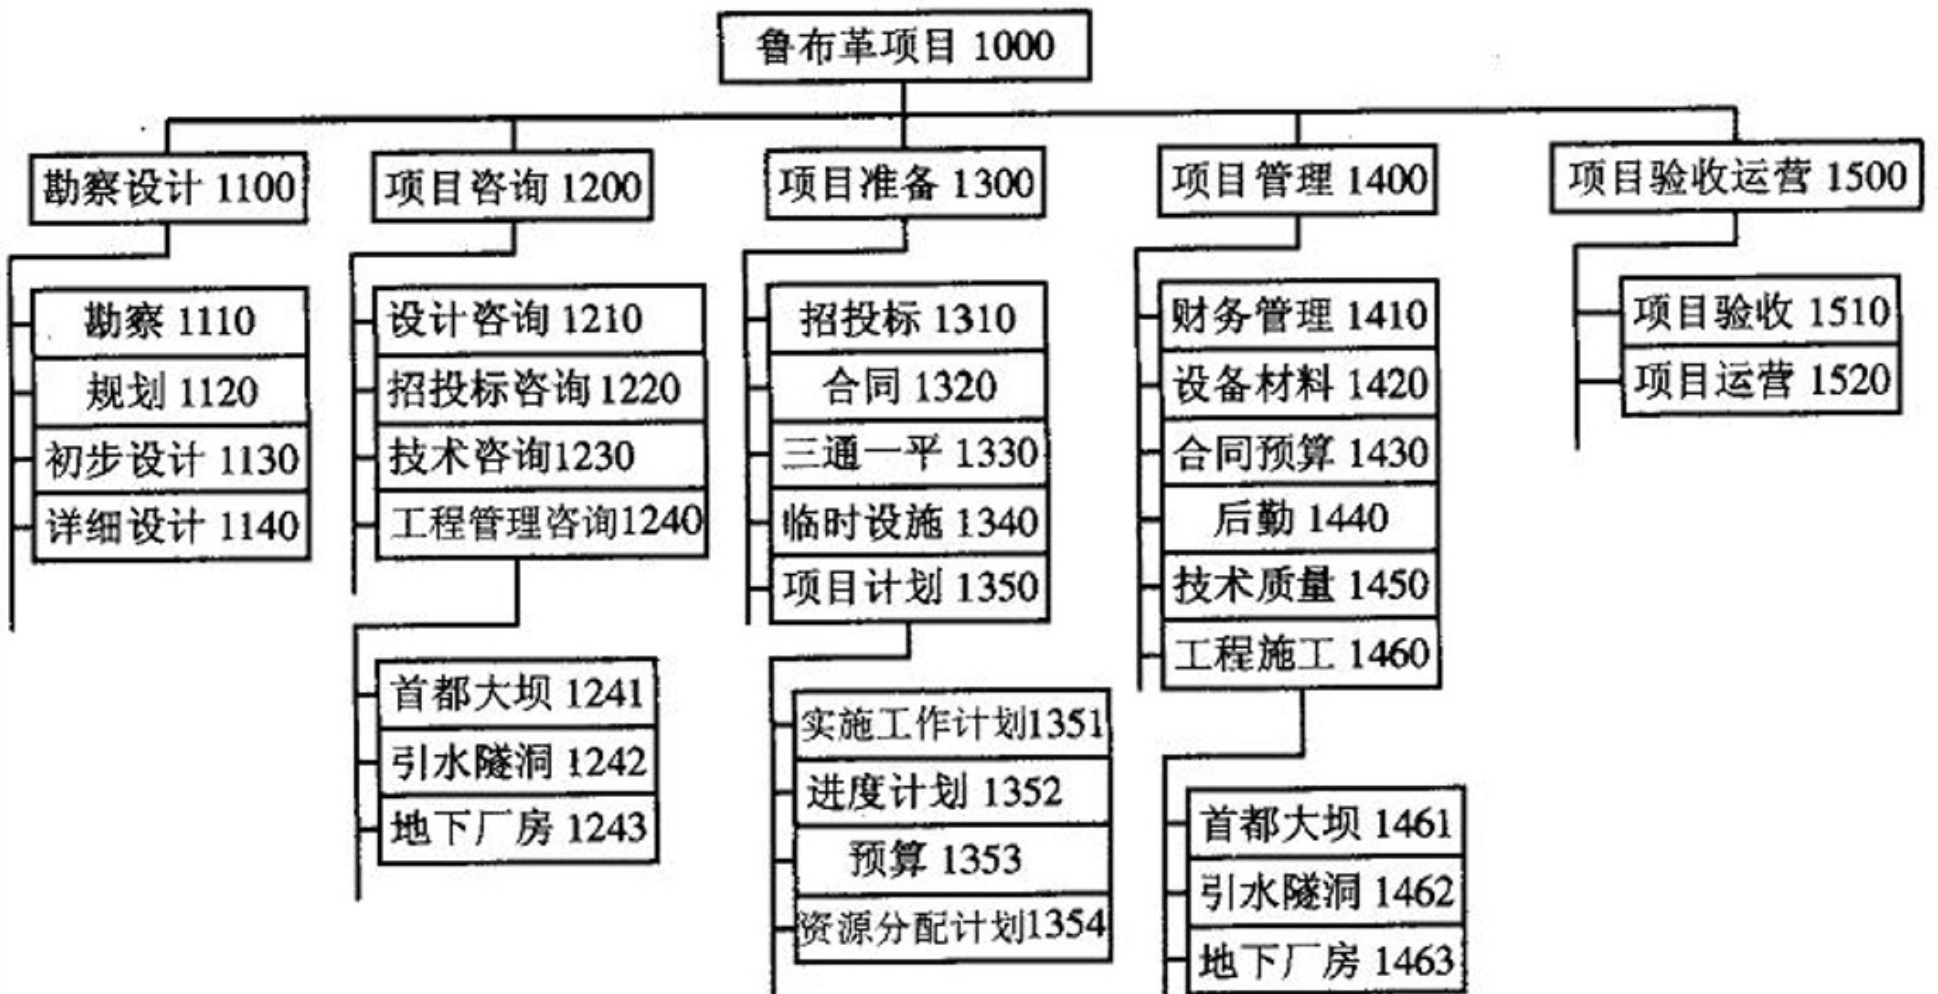 鲁布革项目 1000
勘察设计 1100
项目咨询 1200
项目准备 1300
项目管理 1400
项目验收运营 1500
勘察 1110
规划 1120
初步设计 1130
详细设计 1140
设计咨询 1210
招投标咨询 1220
技术咨询1230
工程管理咨询1240
首都大坝 1241
引水隧洞 1242
地下厂房 1243
招投标 1310
合同 1320
三通一平 1330
临时设施 1340
项目计划 1350
实施工作计划1351
进度计划 1352
预算 1353
资源分配计划1354
财务管理 1410
设备材料 1420
合同预算 1430
后勤 1440
技术质量 1450
工程施工 1460
首都大坝 1461
引水隧洞 1462
地下厂房 1463
项目验收 1510
项目运营 1520